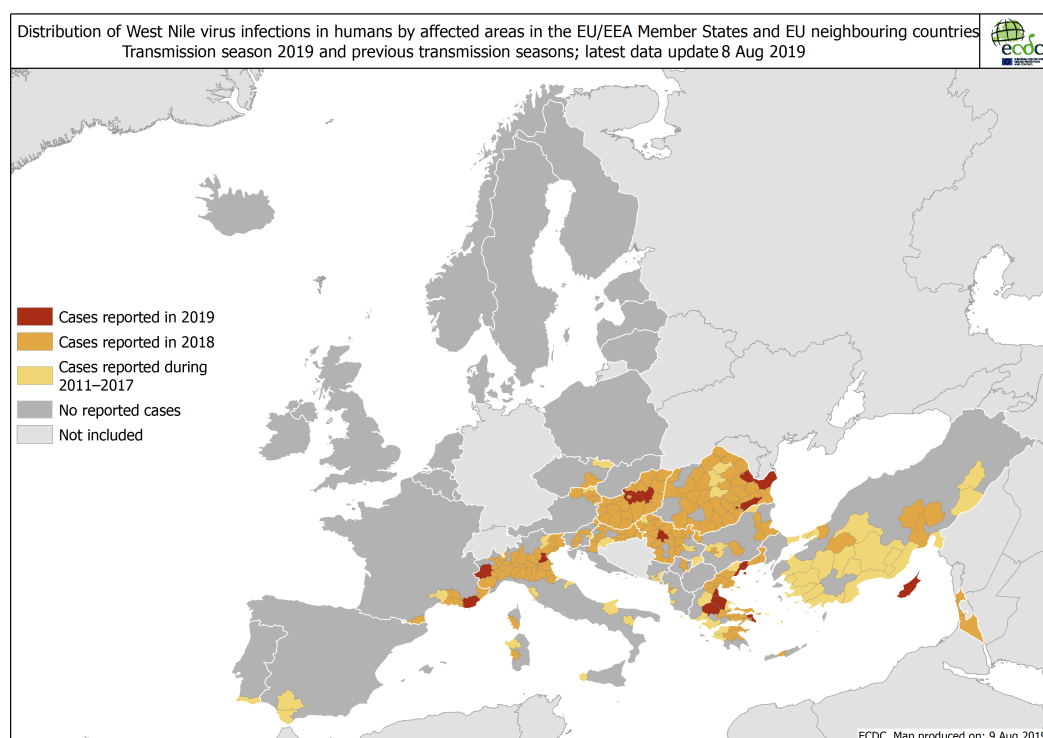 Distribution of West Nile virus infections in humans by affected areas in the EU/EEA Member States and EU neighbouring countries
Transmission season 2019 and previous transmission seasons; latest data update 8 Aug 2019
ecdc
Cases reported in 2019
Cases reported in 2018
Cases reported during
2011–2017
No reported cases
Not included
ECDC. Map produced on: 9 Aug 2019